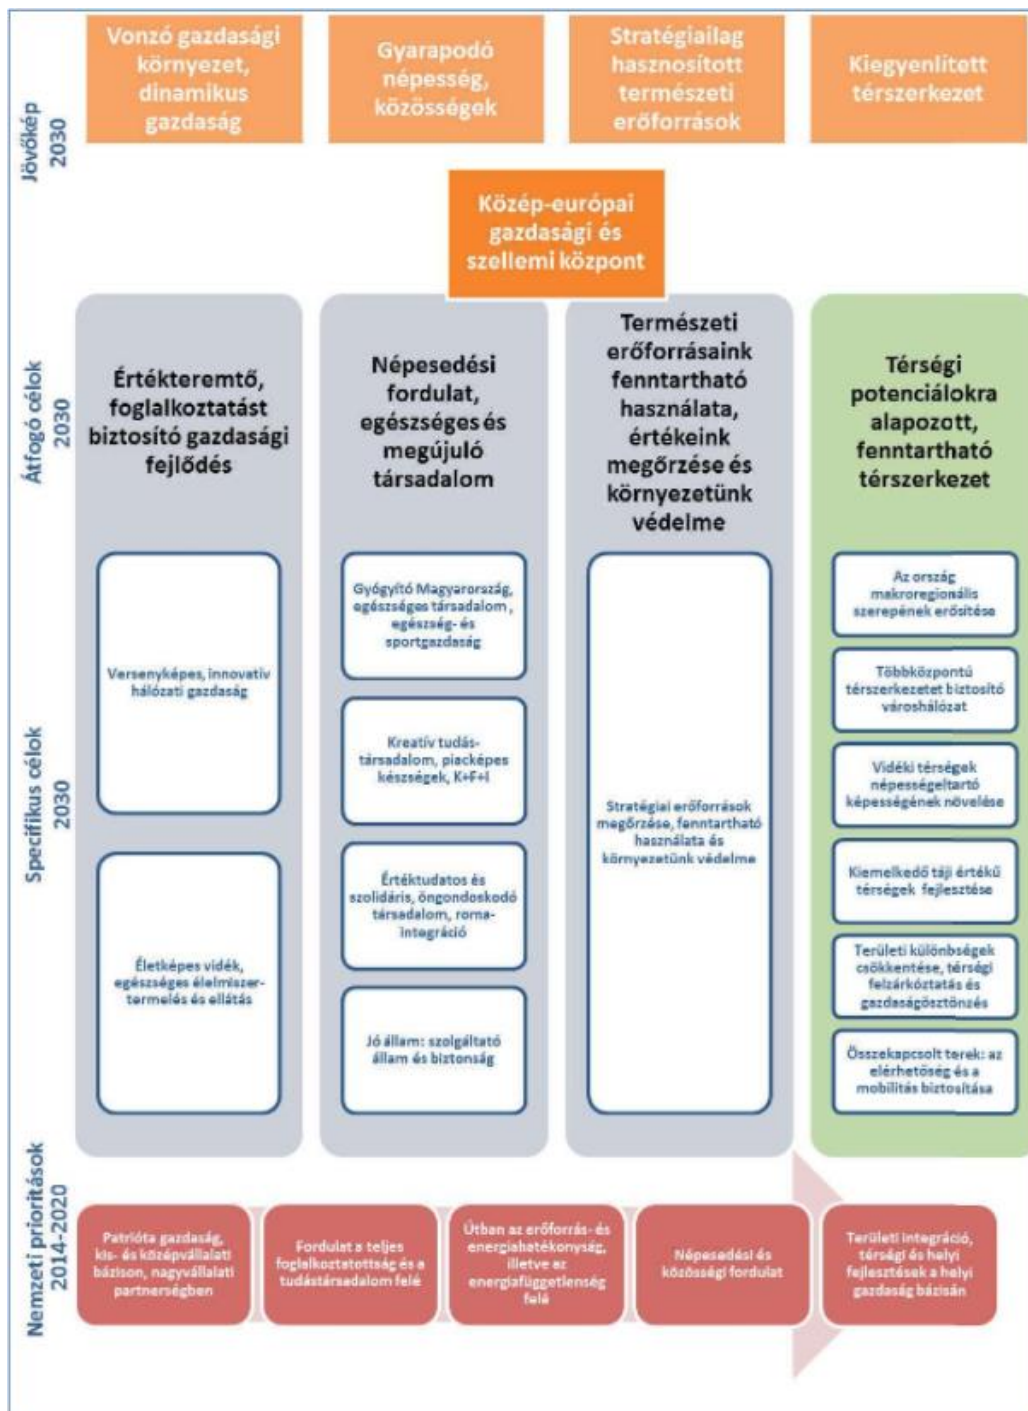 Jövőkép
2030
Vonzó gazdasági
környezet,
dinamikus
gazdaság
Gyarapodó
népesség,
közösségek
Stratégiailag
hasznosított
természeti
erőforrások
Kiegyenlített
térszerkezet
Közép-európai
gazdasági és
szellemi központ
Átfogó célok
2030
Értékteremtő,
foglalkoztatást
biztosító gazdasági
fejlődés
Népesedési
fordulat,
egészséges és
megújuló
társadalom
Természeti
erőforrásaink
fenntartható
használata,
értékeink
megőrzése és
környezetünk
védelme
Térségi
potenciálokra
alapozott,
fenntartható
térszerkezet
Specifikus célok
2030
Versenyképes, innovatív
hálózati gazdaság
Életképes vidék,
egészséges élelmiszer-
termelés és ellátás
Gyógyító Magyarország,
egészséges társadalom ,
egészség- és
sportgazdaság
Kreatív tudás-
társadalom, piacképes
készségek, K+F+I
Értéktudatos és
szolidáris, öngondoskodó
társadalom, roma-
integráció
Jó állam: szolgáltató
állam és biztonság
Stratégiai erőforrások
megőrzése, fenntartható
használata és
környezetünk védelme
Az ország
makroregionális
szerepének erősítése
Többközpontú
térszerkezetet biztosító
városhálózat
Vidéki térségek
népességeltartó
képességének növelése
Kiemelkedő táji értékű
térségek fejlesztése
Területi különbségek
csökkentése, térségi
felzárkóztatás és
gazdaságösztönzés
Összekapcsolt terek: az
elérhetőség és a
mobilitás biztosítása
Nemzeti prioritások
2014-2020
Patrióta gazdaság,
kis- és középvállalati
bázison, nagyvállalati
partnerségben
Fordulat a teljes
foglalkoztatottság és a
tudástársadalom felé
Útban az erőforrás- és
energiahatékonyság,
illetve az
energiafüggetlenség
felé
Népesedési és
közösségi fordulat
Területi integráció,
térségi és helyi
fejlesztések a helyi
gazdaság bázisán